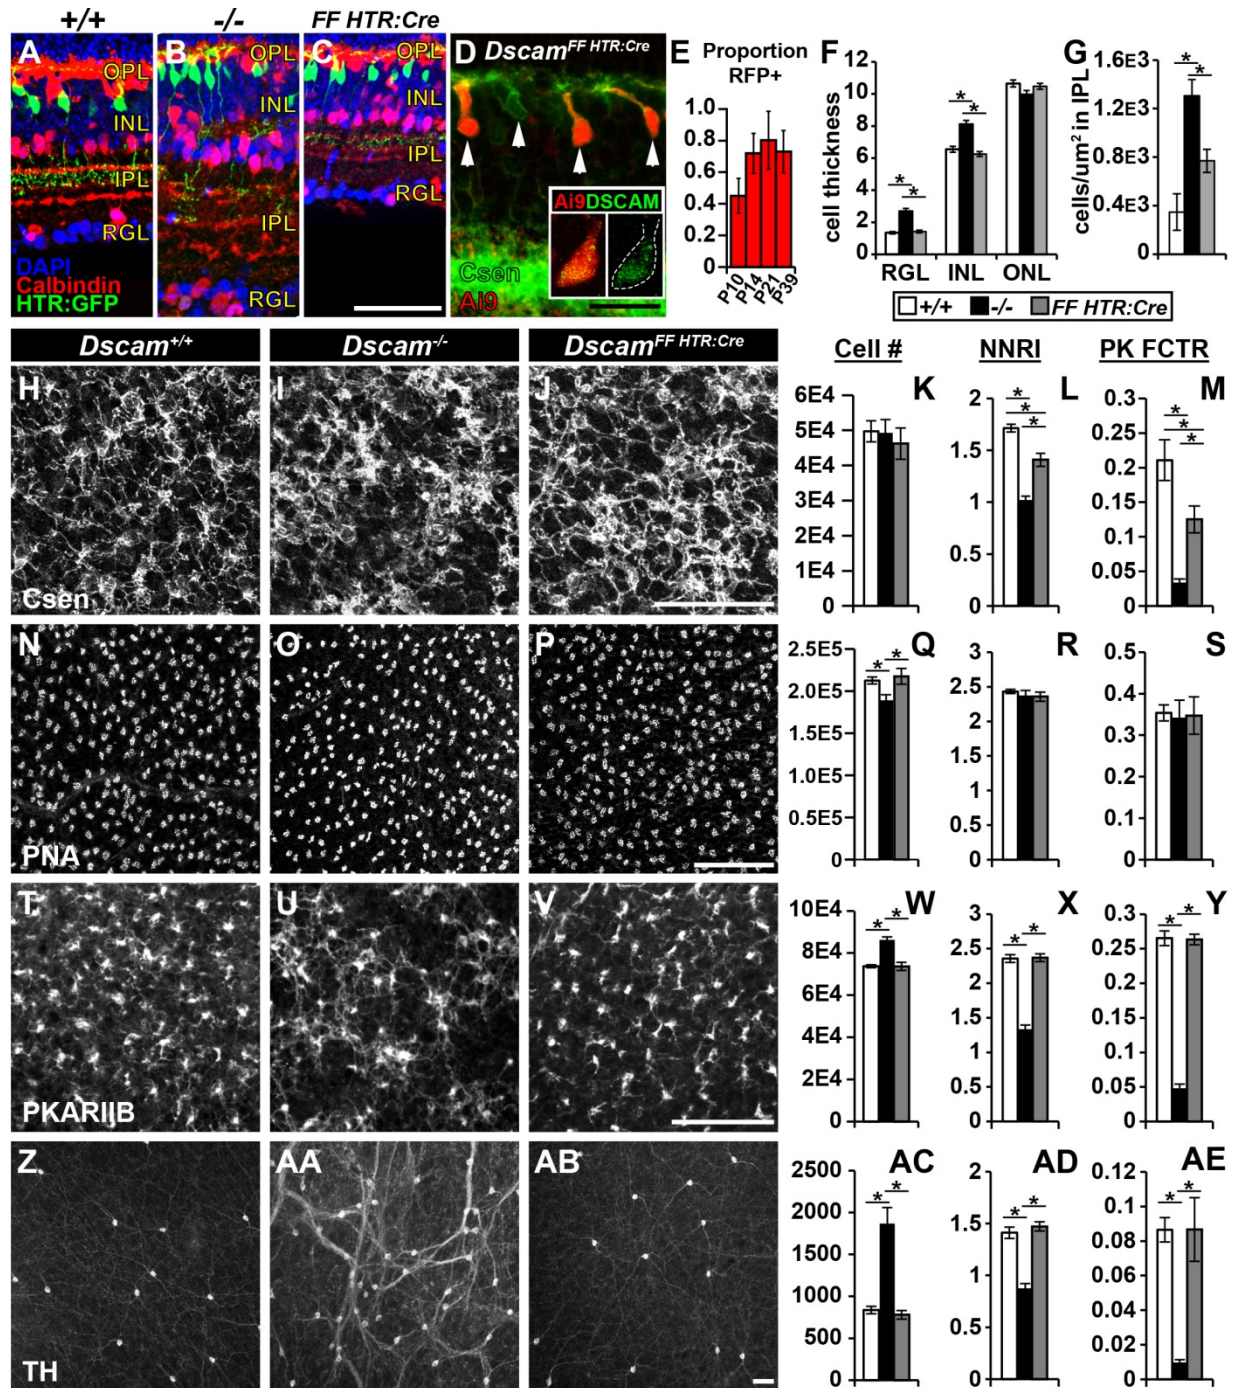 +/+
-/-
FF HTR:Cre
A
OPL
INL
IPL
RGL
DAPI
Calbindin
HTR:GFP
B
OPL
INL
IPL
RGL
C
OPL
INL
IPL
RGL
D Dscam^FF HTR:Cre
Ai9DSCAM
Csen
Ai9
E Proportion
RFP+
1.0
0.8
0.6
0.4
0.2
0
P10
P14
P21
P39
F
cell thickness
12
10
8
6
4
2
0
* * * *
RGL INL ONL
G
cells/um² in IPL
1.6E3
1.2E3
0.8E3
0.4E3
0
* *
+/+ -/- FF HTR:Cre
Dscam+/+
Dscam-/-
Dscam^FF HTR:Cre
Cell # NNRI PK FCTR
H
Csen
I
J
K
6E4
5E4
4E4
3E4
2E4
1E4
0
L
2
1.5
1
0.5
0
* * *
M
0.3
0.25
0.2
0.15
0.1
0.05
0
* * *
N
PNA
O
P
Q
2.5E5
2.0E5
1.5E5
1.0E5
0.5E5
0
* *
R
3
2.5
2
1.5
1
0.5
0
S
0.5
0.4
0.3
0.2
0.1
0
T
PKARIIB
U
V
W
10E4
8E4
6E4
4E4
2E4
0
* *
X
3
2.5
2
1.5
1
0.5
0
* *
Y
0.3
0.25
0.2
0.15
0.1
0.05
0
* *
Z
TH
AA
AB
AC
2500
2000
1500
1000
500
0
* *
AD
2
1.5
1
0.5
0
* *
AE
0.12
0.1
0.08
0.06
0.04
0.02
0
* *